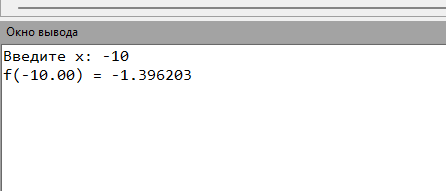 Окно вывода
Введите x: -10
f(-10.00) = -1.396203